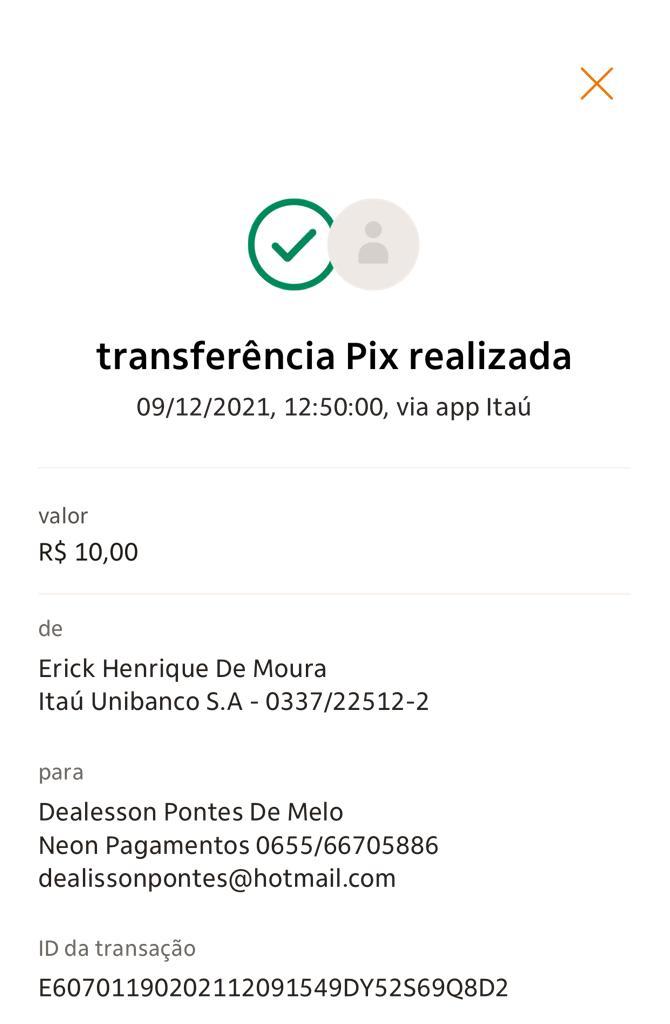 transferência Pix realizada
09/12/2021, 12:50:00, via app Itaú
valor
R$ 10,00
de
Erick Henrique De Moura
Itaú Unibanco S.A - 0337/22512-2
para
Dealesson Pontes De Melo
Neon Pagamentos 0655/66705886
dealissonpontes@hotmail.com
ID da transação
E60701190202112091549DY52S69Q8D2